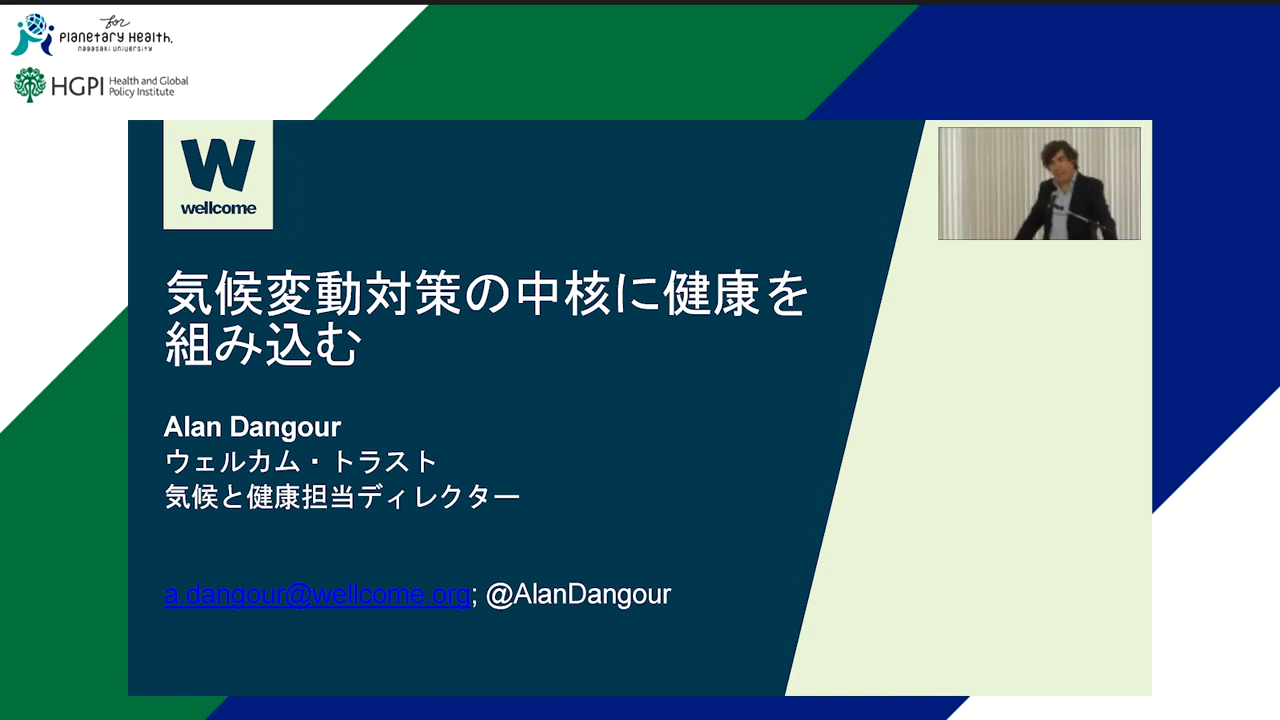 for
Planetary Health,
NAGASAKI UNIVERSITY
HGPI Health and Global
Policy Institute
W
wellcome
気候変動対策の中核に健康を
組み込む
Alan Dangour
ウェルカム・トラスト
気候と健康担当ディレクター
a.dangour@wellcome.org; @AlanDangour